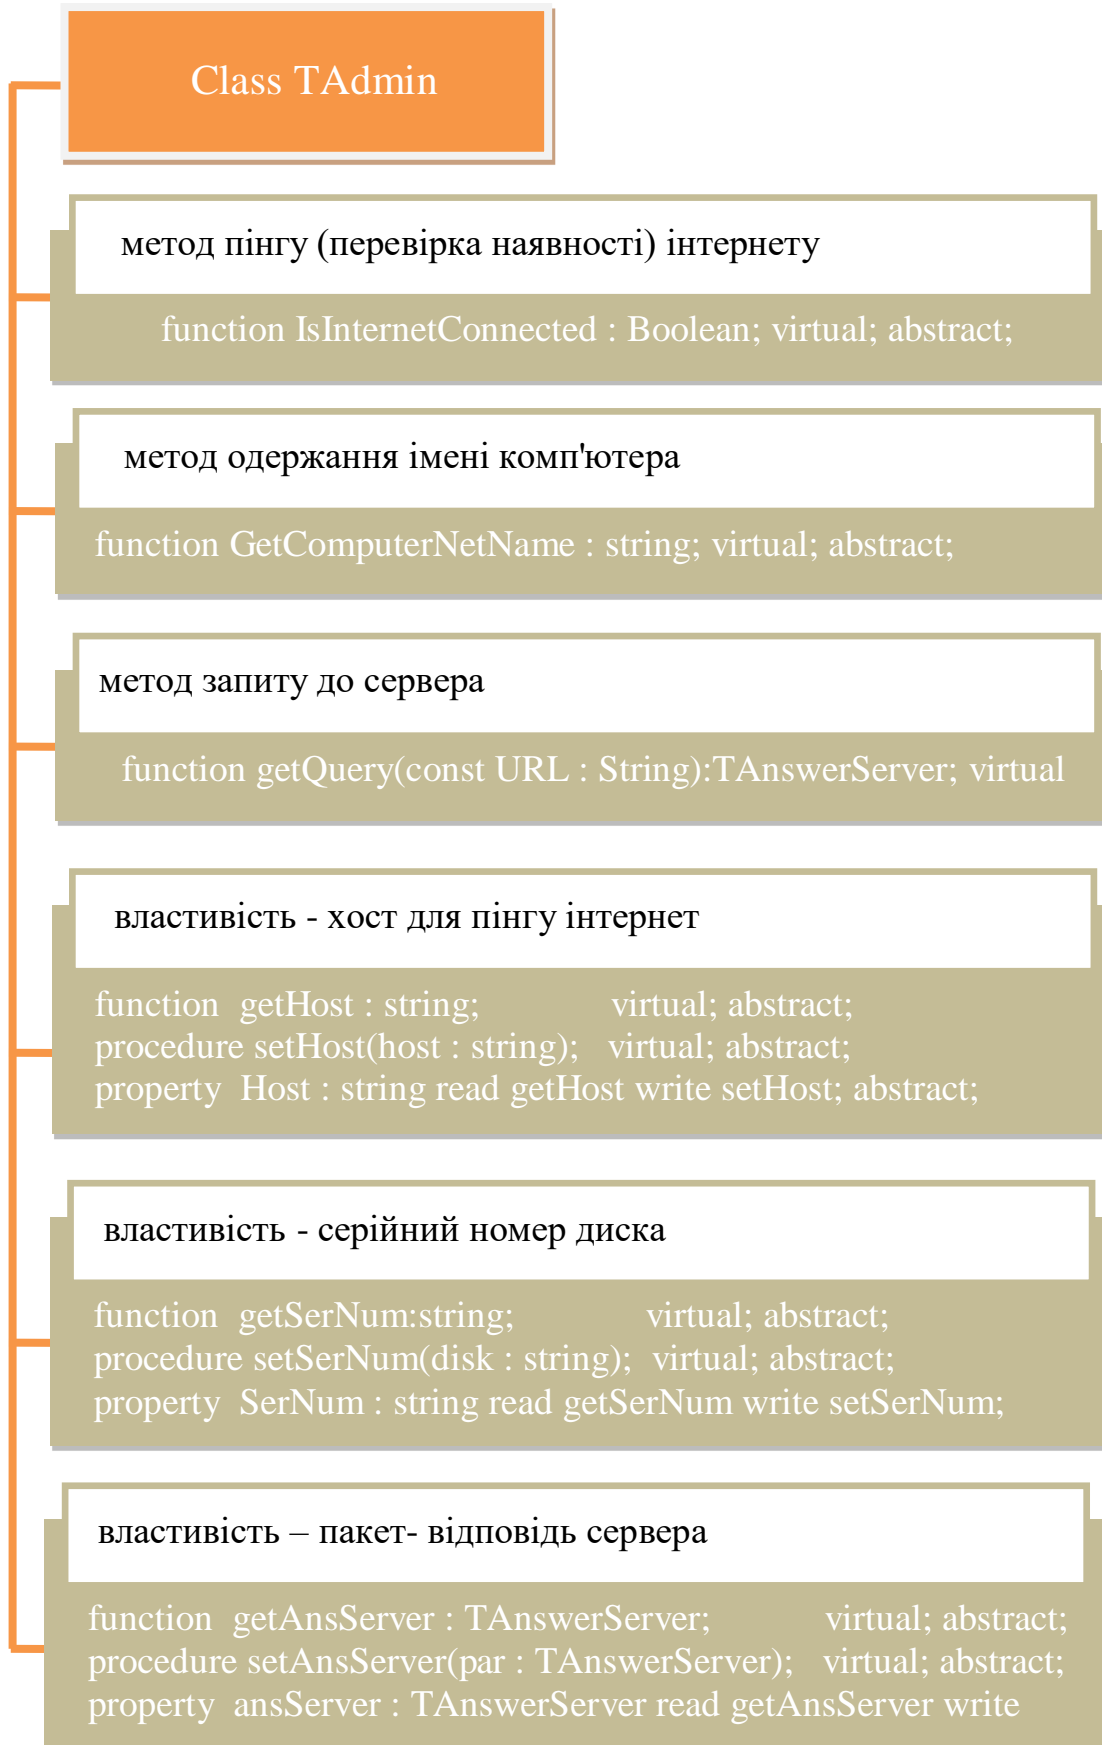 Class TAdmin
метод пінгу (перевірка наявності) інтернету
function IsInternetConnected : Boolean; virtual; abstract;
метод одержання імені комп'ютера
function GetComputerNetName : string; virtual; abstract;
метод запиту до сервера
function getQuery(const URL : String):TAnswerServer; virtual
властивість - хост для пінгу інтернет
function getHost : string; virtual; abstract;
procedure setHost(host : string); virtual; abstract;
property Host : string read getHost write setHost; abstract;
властивість - серійний номер диска
function getSerNum:string; virtual; abstract;
procedure setSerNum(disk : string); virtual; abstract;
property SerNum : string read getSerNum write setSerNum;
властивість – пакет- відповідь сервера
function getAnsServer : TAnswerServer; virtual; abstract;
procedure setAnsServer(par : TAnswerServer); virtual; abstract;
property ansServer : TAnswerServer read getAnsServer write